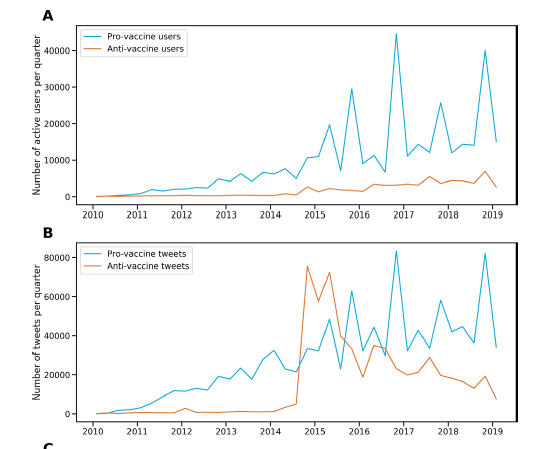 A
Number of active users per quarter
Pro-vaccine users
Anti-vaccine users
40000
30000
20000
10000
0
2010 2011 2012 2013 2014 2015 2016 2017 2018 2019
B
Number of tweets per quarter
Pro-vaccine tweets
Anti-vaccine tweets
80000
60000
40000
20000
0
2010 2011 2012 2013 2014 2015 2016 2017 2018 2019
C